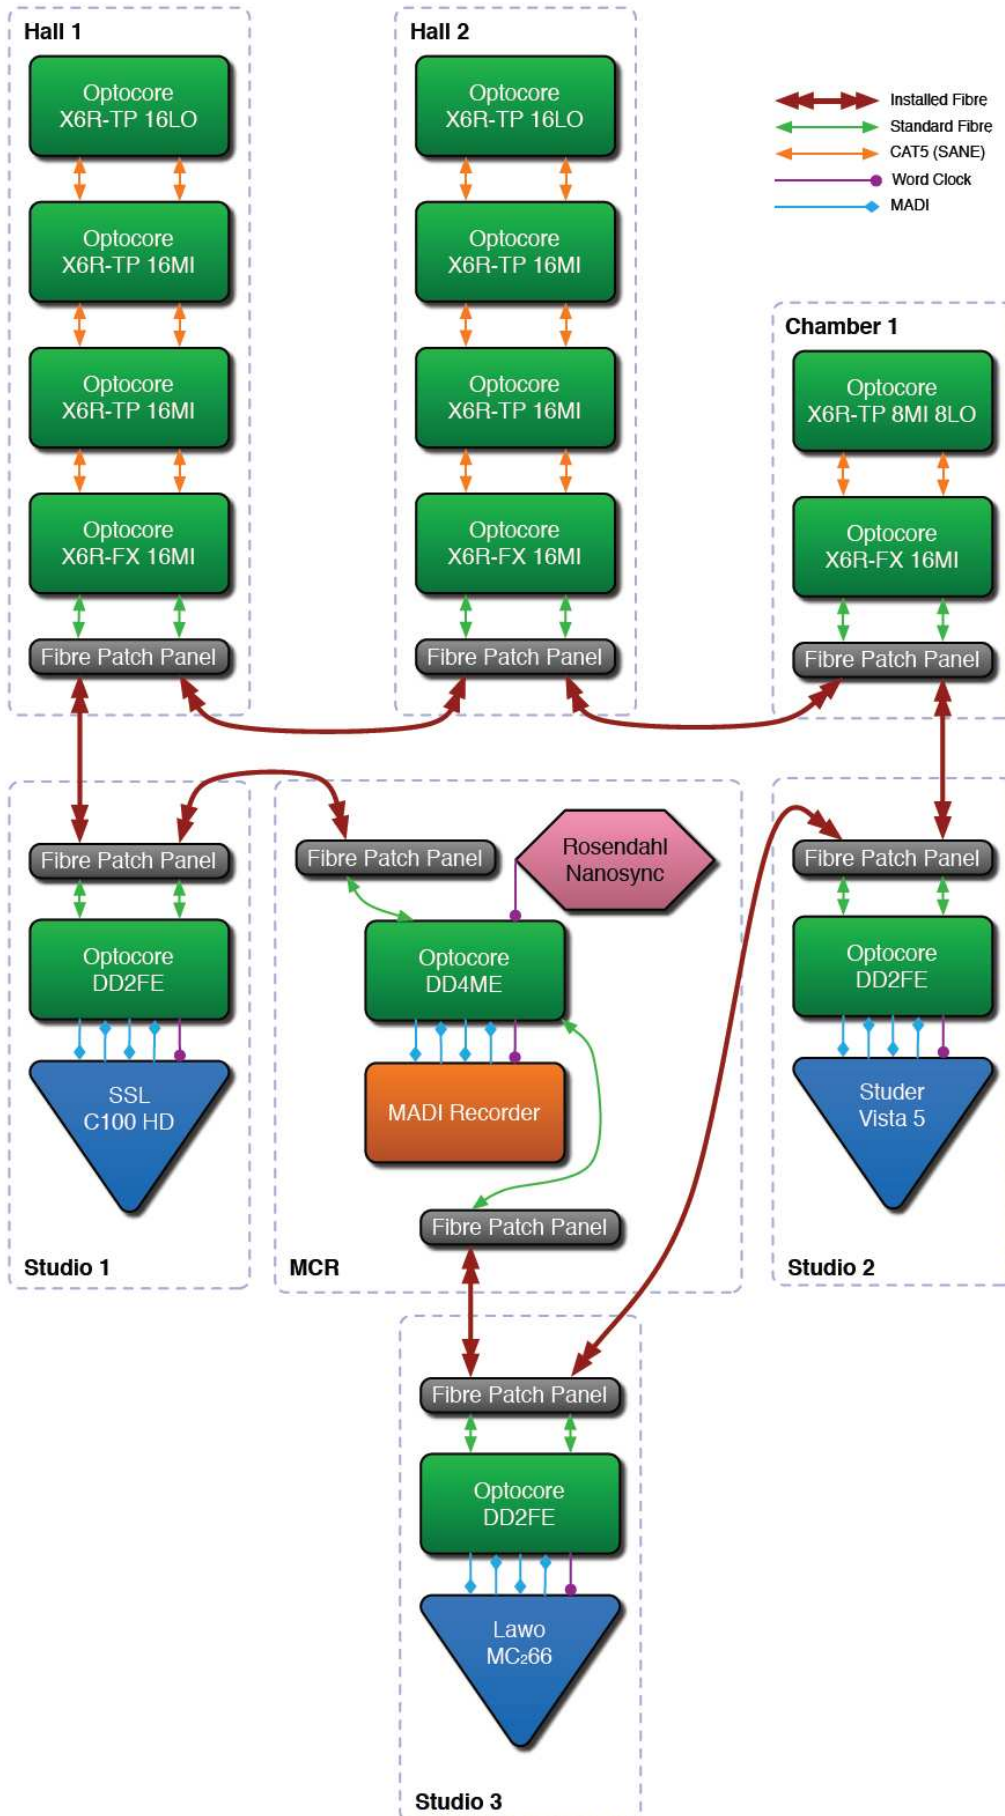 Hall 1
Optocore
X6R-TP 16LO
Optocore
X6R-TP 16MI
Optocore
X6R-TP 16MI
Optocore
X6R-FX 16MI
Fibre Patch Panel
Hall 2
Optocore
X6R-TP 16LO
Optocore
X6R-TP 16MI
Optocore
X6R-TP 16MI
Optocore
X6R-FX 16MI
Fibre Patch Panel
Installed Fibre
Standard Fibre
CAT5 (SANE)
Word Clock
MADI
Chamber 1
Optocore
X6R-TP 8MI 8LO
Optocore
X6R-FX 16MI
Fibre Patch Panel
Fibre Patch Panel
Optocore
DD2FE
SSL
C100 HD
Studio 1
Fibre Patch Panel
Rosendahl
Nanosync
Optocore
DD4ME
MADI Recorder
Fibre Patch Panel
MCR
Fibre Patch Panel
Optocore
DD2FE
Studer
Vista 5
Studio 2
Fibre Patch Panel
Optocore
DD2FE
Lawo
MC₂66
Studio 3